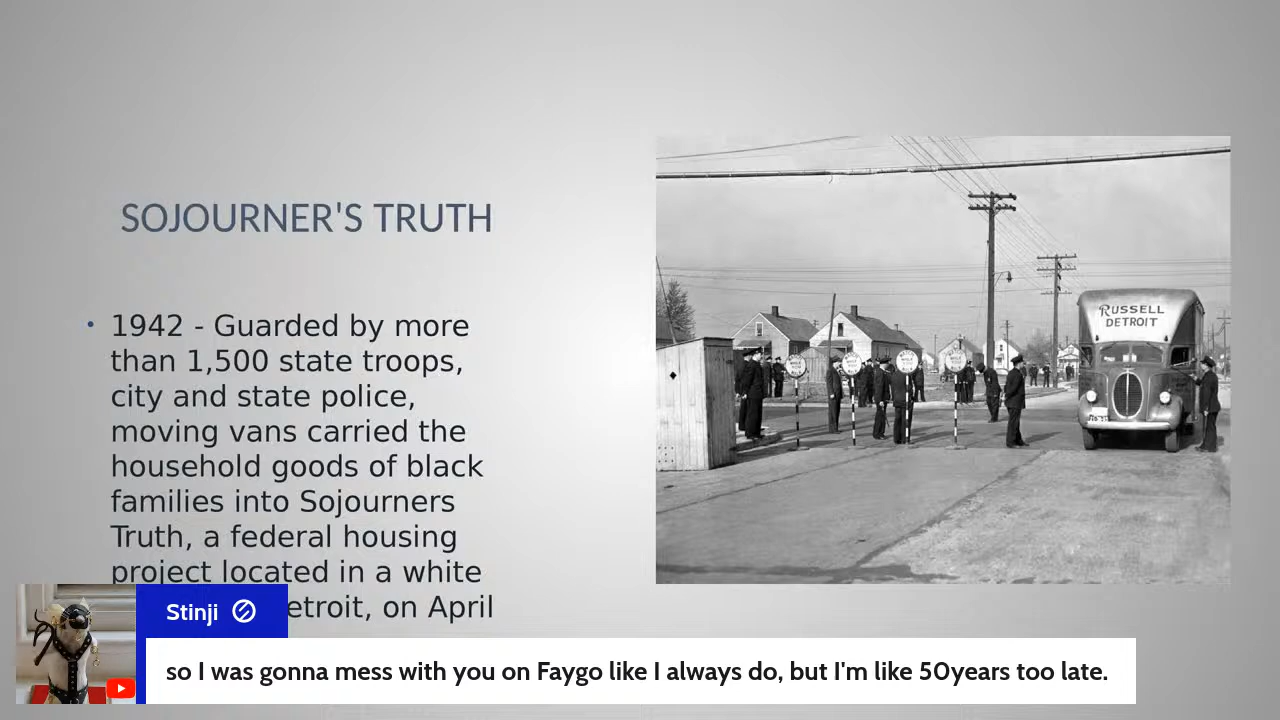 SOJOURNER'S TRUTH
• 1942 - Guarded by more
than 1,500 state troops,
city and state police,
moving vans carried the
household goods of black
families into Sojourners
Truth, a federal housing
project located in a white
etroit, on April
RUSSELL
DETROIT
Stinji
so I was gonna mess with you on Faygo like I always do, but I'm like 50years too late.